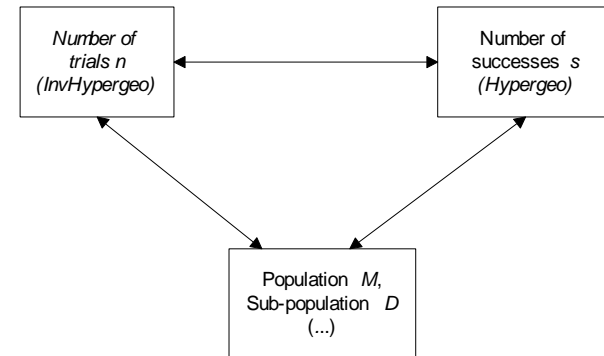 Number of
trials n
(InvHypergeo)
Number of
successes s
(Hypergeo)
Population M,
Sub-population D
(...)